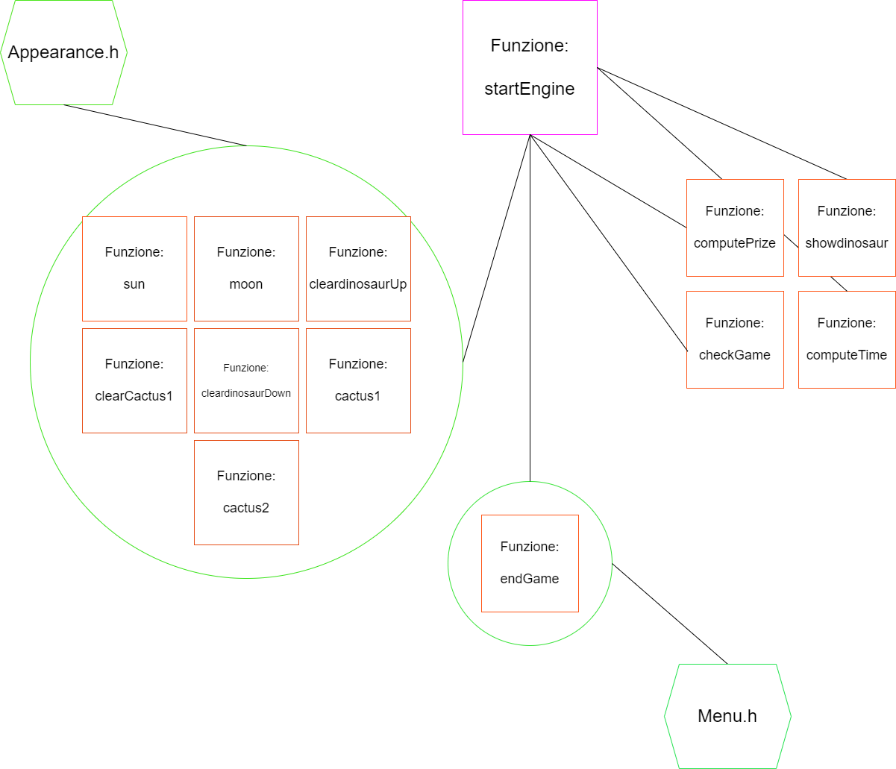 Appearance.h
Funzione:
startEngine
Funzione:
computePrize
Funzione:
showdinosaur
Funzione:
sun
Funzione:
moon
Funzione:
cleardinosaurUp
Funzione:
checkGame
Funzione:
computeTime
Funzione:
clearCactus1
Funzione:
cleardinosaurDown
Funzione:
cactus1
Funzione:
cactus2
Funzione:
endGame
Menu.h